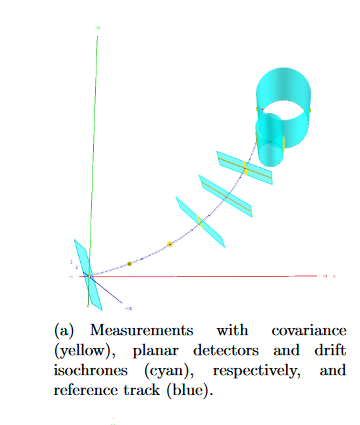 (a) Measurements with covariance
(yellow), planar detectors and drift
isochrones (cyan), respectively, and
reference track (blue).